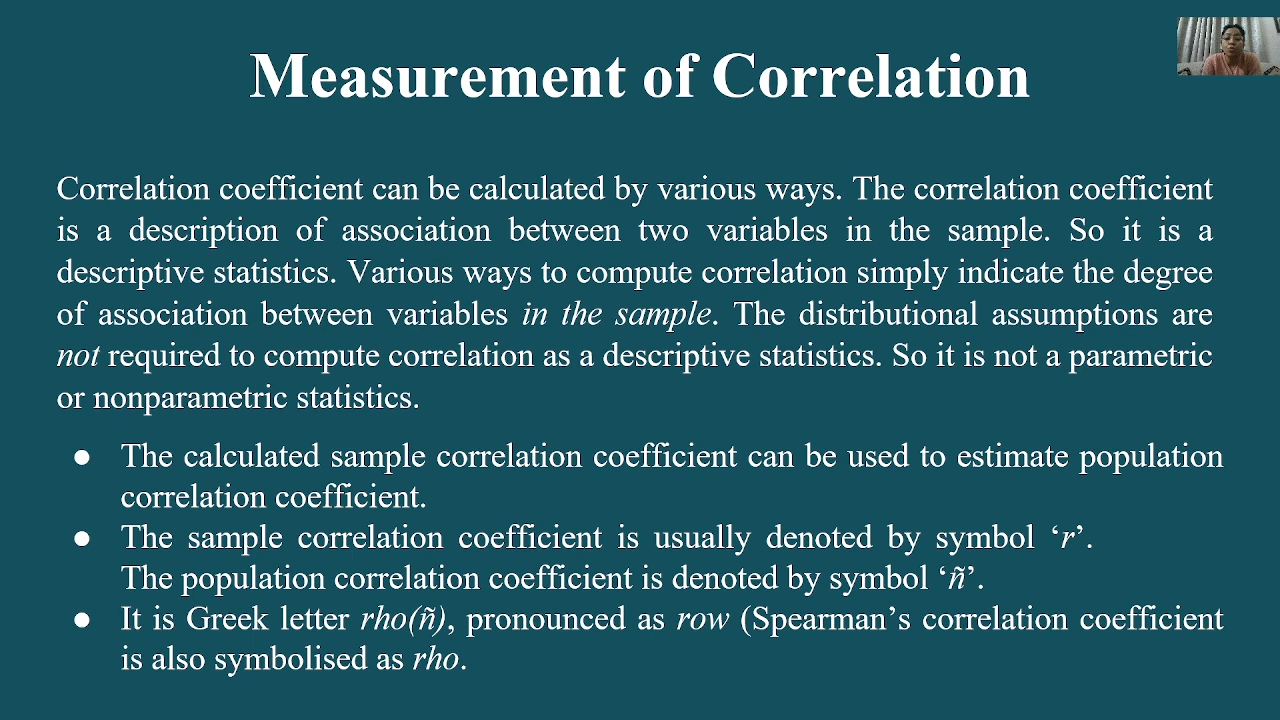 Measurement of Correlation
Correlation coefficient can be calculated by various ways. The correlation coefficient
is a description of association between two variables in the sample. So it is a
descriptive statistics. Various ways to compute correlation simply indicate the degree
of association between variables in the sample. The distributional assumptions are
not required to compute correlation as a descriptive statistics. So it is not a parametric
or nonparametric statistics.
● The calculated sample correlation coefficient can be used to estimate population
correlation coefficient.
● The sample correlation coefficient is usually denoted by symbol ‘r’.
The population correlation coefficient is denoted by symbol ‘ñ’.
● It is Greek letter rho(ñ), pronounced as row (Spearman’s correlation coefficient
is also symbolised as rho.